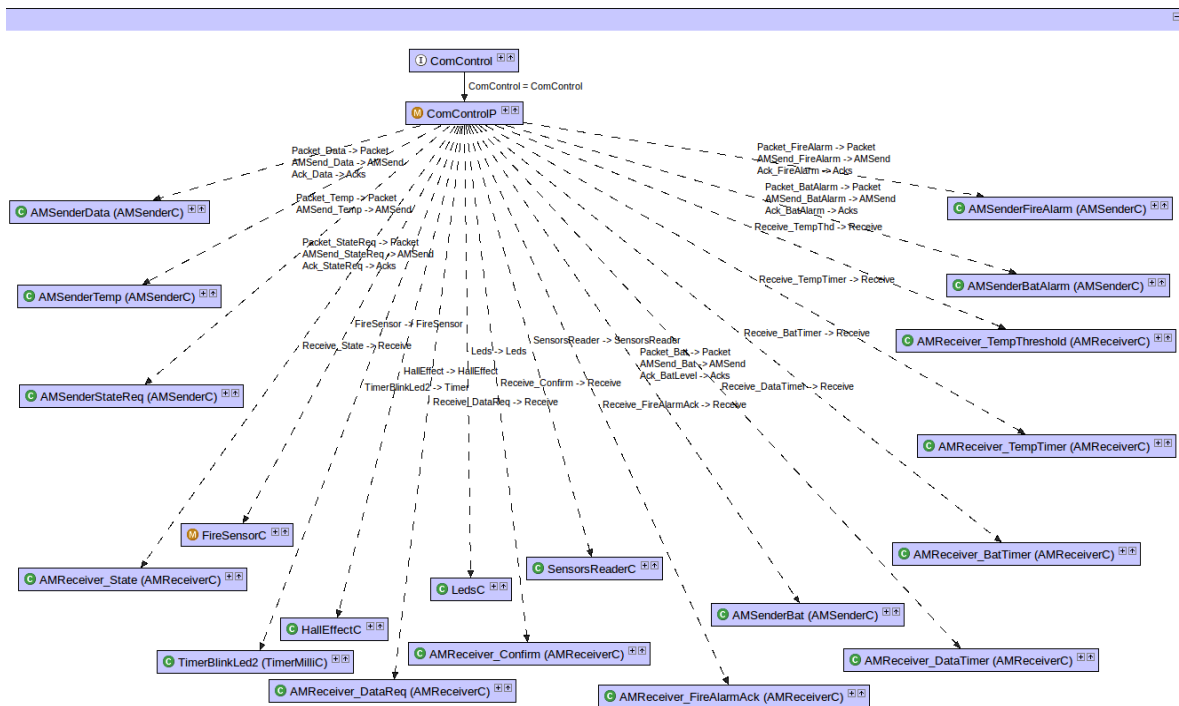 ComControl
ComControl = ComControl
ComControlP
Packet_Data -> Packet
AMSend_Data -> AMSend
Ack_Data -> Acks
Packet_FireAlarm -> Packet
AMSend_FireAlarm -> AMSend
Ack_FireAlarm -> Acks
Packet_BatAlarm -> Packet
AMSend_BatAlarm -> AMSend
Ack_BatAlarm -> Acks
Packet_Temp -> Packet
AMSend_Temp -> AMSend
AMSenderData (AMSenderC)
AMSenderFireAlarm (AMSenderC)
Receive_TempThd -> Receive
Packet_StateReq -> Packet
AMSend_StateReq -> AMSend
Ack_StateReq -> Acks
Receive_TempTimer -> Receive
AMSenderTemp (AMSenderC)
AMSenderBatAlarm (AMSenderC)
FireSensor -> FireSensor
Receive_State -> Receive
Leds -> Leds
SensorsReader -> SensorsReader
Receive_BatTimer -> Receive
AMReceiver_TempThreshold (AMReceiverC)
Packet_Bat -> Packet
AMSend_Bat -> AMSend
Ack_BatLevel -> Acks
HallEffect -> HallEffect
TimerBlinkLed2 -> Timer
Receive_Confirm -> Receive
Receive_DataTimer -> Receive
AMSenderStateReq (AMSenderC)
Receive_DataReq -> Receive
Receive_FireAlarmAck -> Receive
AMReceiver_TempTimer (AMReceiverC)
FireSensorC
AMReceiver_BatTimer (AMReceiverC)
SensorsReaderC
AMReceiver_State (AMReceiverC)
LedsC
AMSenderBat (AMSenderC)
HallEffectC
AMReceiver_Confirm (AMReceiverC)
TimerBlinkLed2 (TimerMilliC)
AMReceiver_DataTimer (AMReceiverC)
AMReceiver_DataReq (AMReceiverC)
AMReceiver_FireAlarmAck (AMReceiverC)